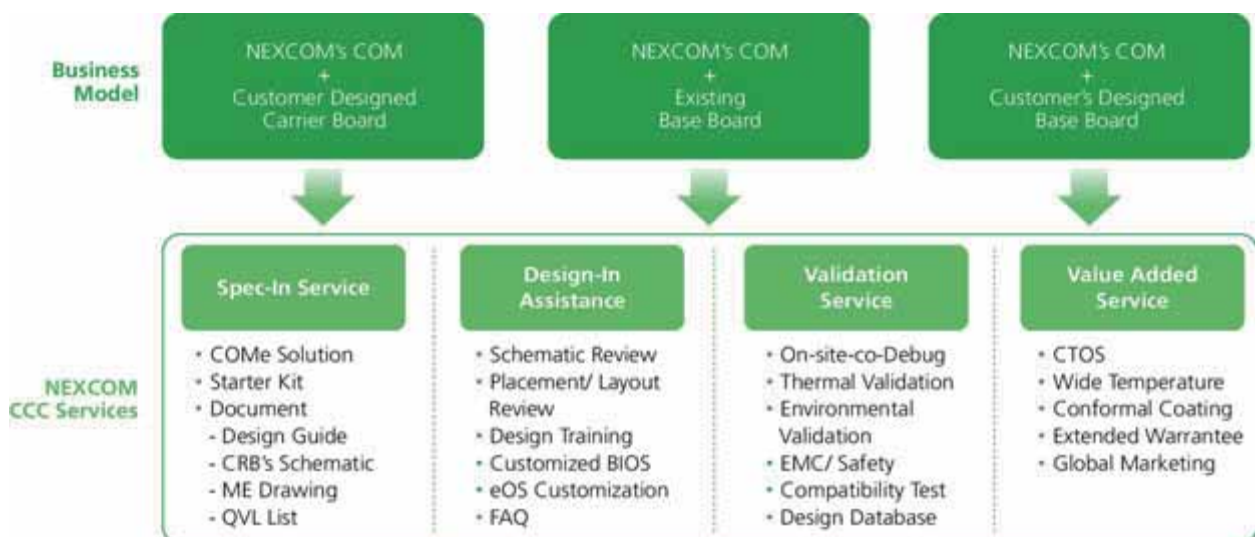 Business
Model
NEXCOM's COM
+
Customer Designed
Carrier Board
NEXCOM's COM
+
Existing
Base Board
NEXCOM's COM
+
Customer's Designed
Base Board
NEXCOM
CCC Services
Spec-In Service
• COMe Solution
• Starter Kit
• Document
- Design Guide
- CRB's Schematic
- ME Drawing
- QVL List
Design-In
Assistance
• Schematic Review
• Placement/ Layout
Review
• Design Training
• Customized BIOS
• eOS Customization
• FAQ
Validation
Service
• On-site-co-Debug
• Thermal Validation
• Environmental
Validation
• EMC/ Safety
• Compatibility Test
• Design Database
Value Added
Service
• CTOS
• Wide Temperature
• Conformal Coating
• Extended Warrantee
• Global Marketing